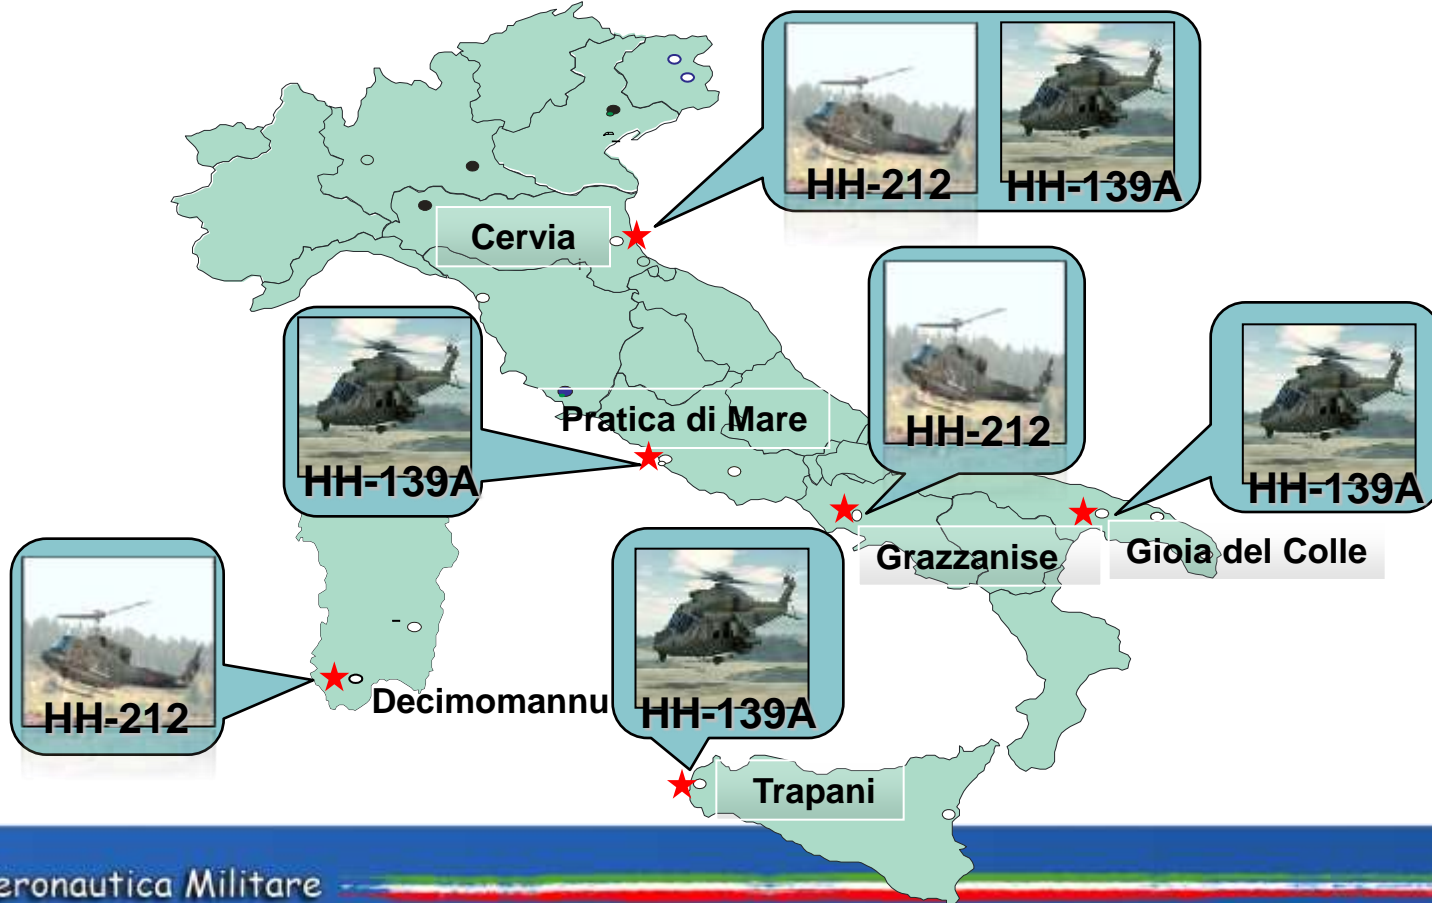 HH-212
HH-139A
Cervia
Pratica di Mare
HH-212
HH-139A
HH-139A
Grazzanise
Gioia del Colle
HH-212
Decimomannu
HH-139A
Trapani
eronautica Militare